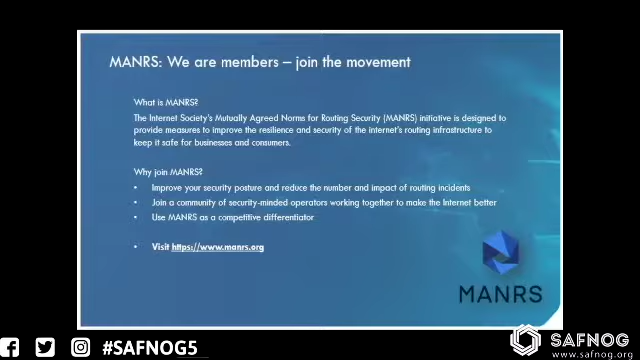 MANRS: We are members – join the movement
What is MANRS?
The Internet Society's Mutually Agreed Norms for Routing Security (MANRS) initiative is designed to
provide measures to improve the resilience and security of the internet's routing infrastructure to
keep it safe for businesses and consumers.
Why join MANRS?
• Improve your security posture and reduce the number and impact of routing incidents
• Join a community of security-minded operators working together to make the Internet better
• Use MANRS as a competitive differentiator
• Visit https://www.manrs.org
MANRS
#SAFNOG5
SAFNOG
www.safnog.org